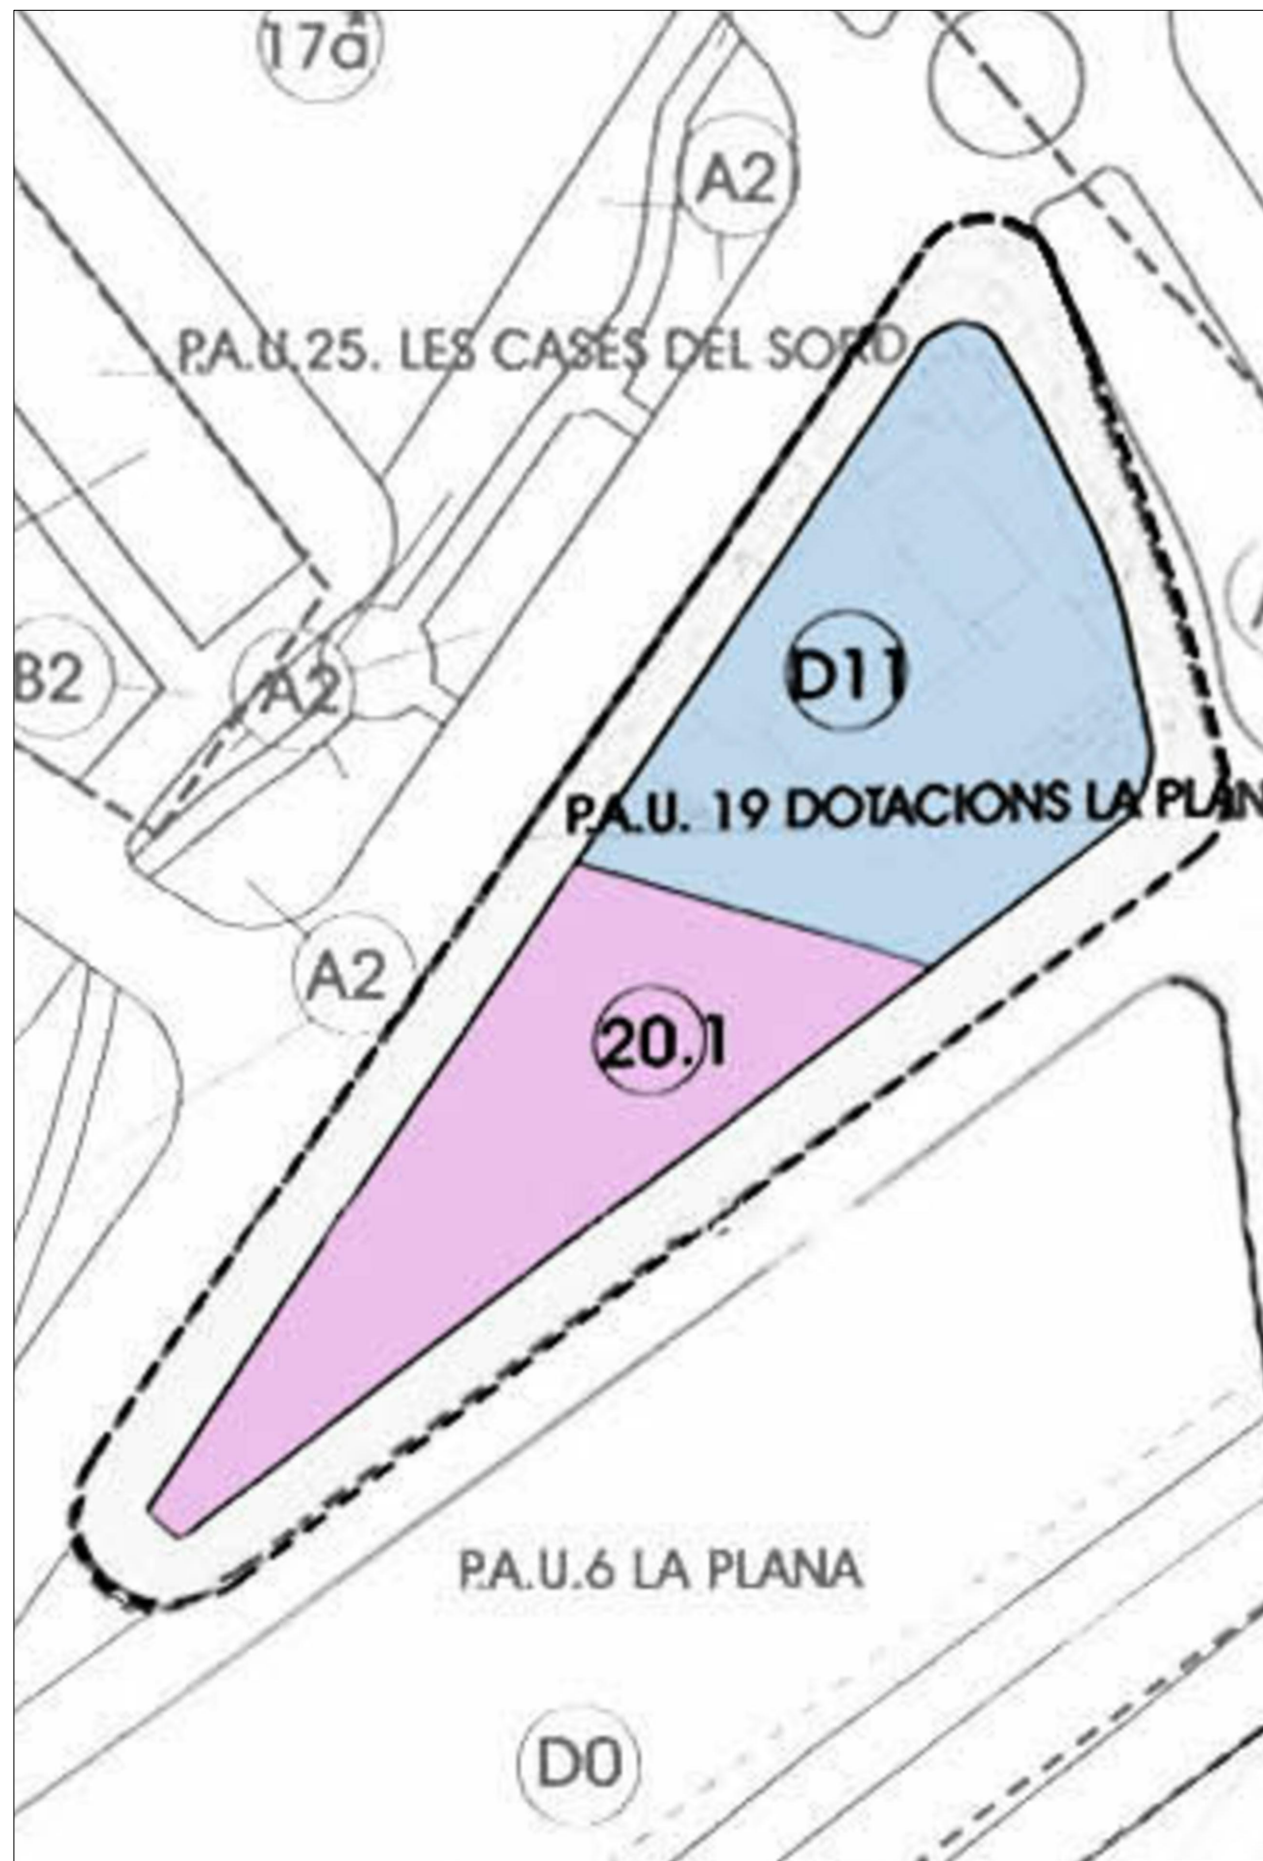 17ª
A2
P.A.U.25. LES CASES DEL SORD
D11
B2
A2
P.A.U. 19 DOTACIONS LA PLAN
A2
20.1
P.A.U.6 LA PLANA
D0